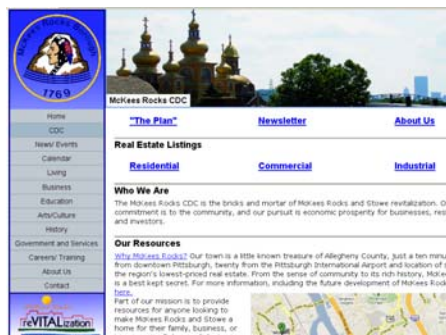 McKees Rocks Borough
1769
Home
CDC
News/ Events
Calendar
Living
Business
Education
Arts/Culture
History
Government and Services
Careers/ Training
About Us
Contact
reVITALization
McKees Rocks CDC
"The Plan" Newsletter About Us
Real Estate Listings
Residential Commercial Industrial
Who We Are
The McKees Rocks CDC is the bricks and mortar of McKees Rocks and Stowe revitalization. O
commitment is to the community, and our pursuit is economic prosperity for businesses, res
and investors.
Our Resources
Why McKees Rocks? Our town is a little known treasure of Allegheny County, just a ten minu
from downtown Pittsburgh, twenty from the Pittsburgh International Airport and location of s
the region's lowest-priced real estate. From the sense of community to its rich history, McKee
is a best kept secret. For more information, including the future development of McKees Rock
here.
Part of our mission is to provide
resources for anyone looking to
make McKees Rocks and Stowe a
home for their family, business, or